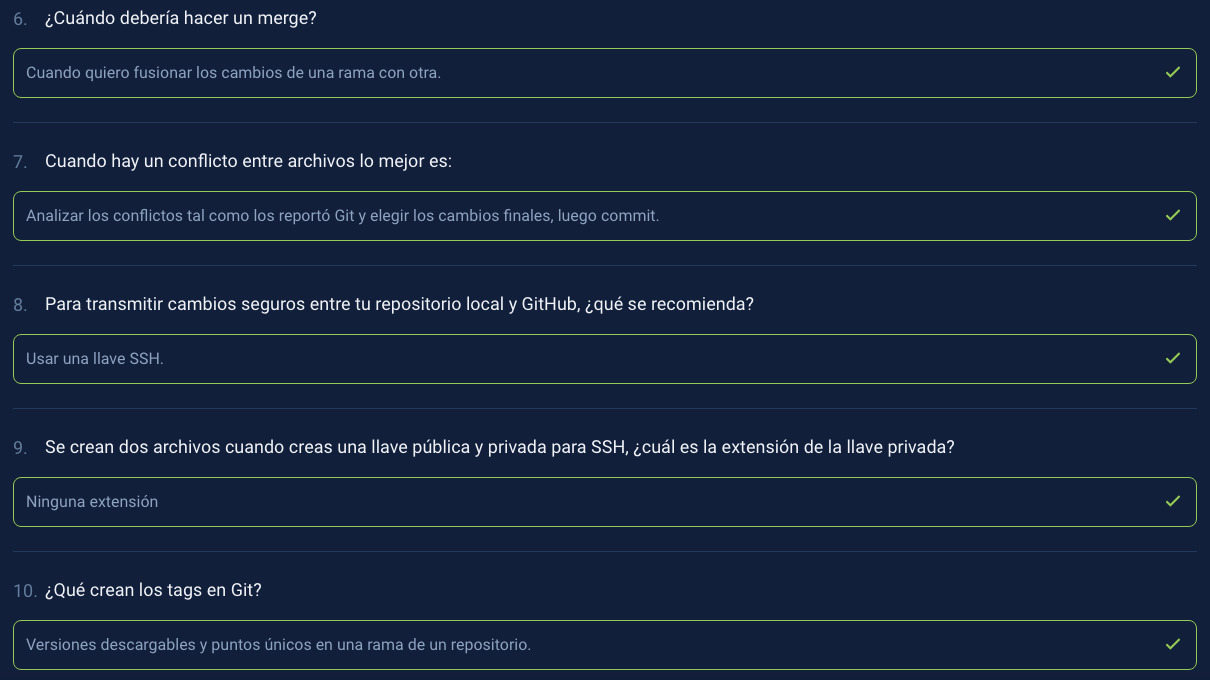 6. ¿Cuándo debería hacer un merge?
Cuando quiero fusionar los cambios de una rama con otra.
7. Cuando hay un conflicto entre archivos lo mejor es:
Analizar los conflictos tal como los reportó Git y elegir los cambios finales, luego commit.
8. Para transmitir cambios seguros entre tu repositorio local y GitHub, ¿qué se recomienda?
Usar una llave SSH.
9. Se crean dos archivos cuando creas una llave pública y privada para SSH, ¿cuál es la extensión de la llave privada?
Ninguna extensión
10. ¿Qué crean los tags en Git?
Versiones descargables y puntos únicos en una rama de un repositorio.